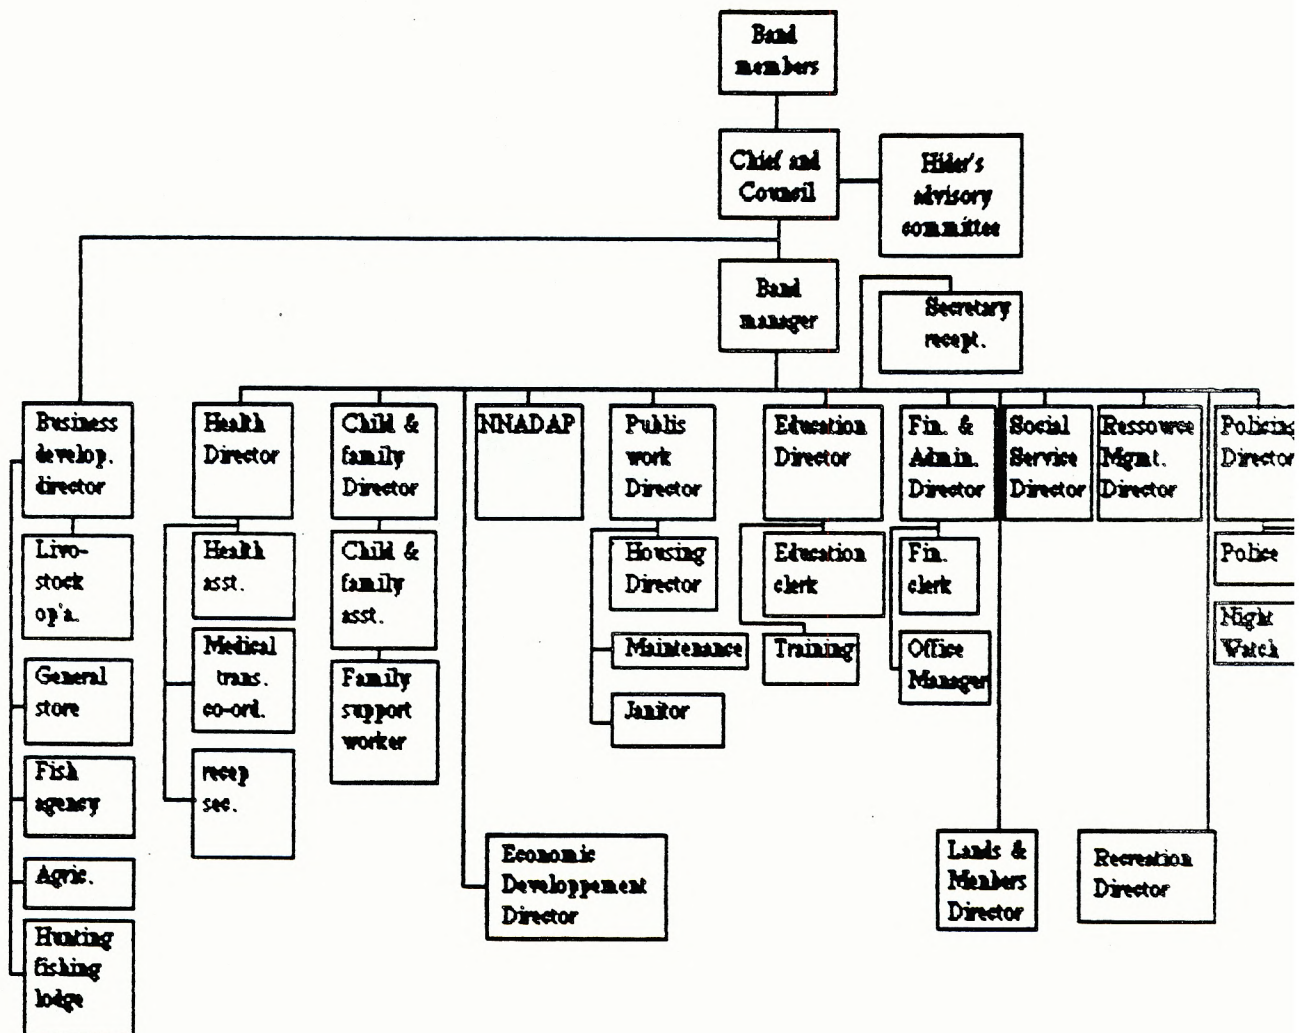 Band
members
Chief and
Council
Hider's
advisory
committee
Band
manager
Secretary
recept.
Business
develop.
director
Health
Director
Child &
family
Director
NNADAP
Publis
work
Director
Education
Director
Fin. &
Admin.
Director
Social
Service
Director
Ressource
Mgmt.
Director
Policing
Director
Livo-
stock
op'a.
Health
asst.
Child &
family
asst.
Housing
Director
Education
clerk
Fin.
clerk
Police
Night
Watch
General
store
Medical
trans.
co-ord.
Family
support
worker
Maintenance
Training
Office
Manager
Janitor
Fish
agency
recep
sec.
Agric.
Economic
Developpement
Director
Lands &
Menbers
Director
Recreation
Director
Hunting
fishing
lodge